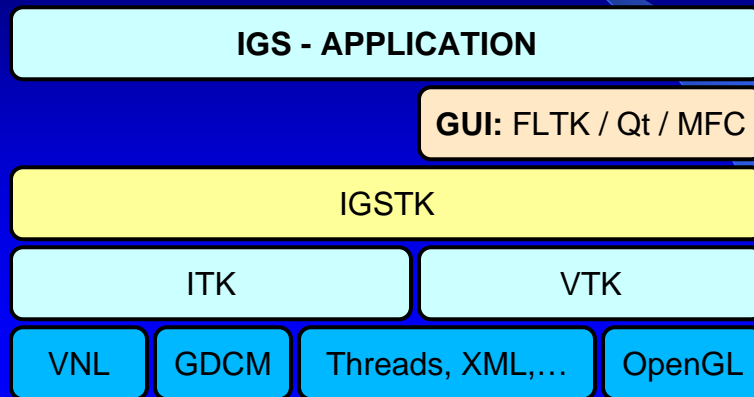 IGS - APPLICATION
GUI: FLTK / Qt / MFC
IGSTK
ITK VTK
VNL GDCM Threads, XML,... OpenGL